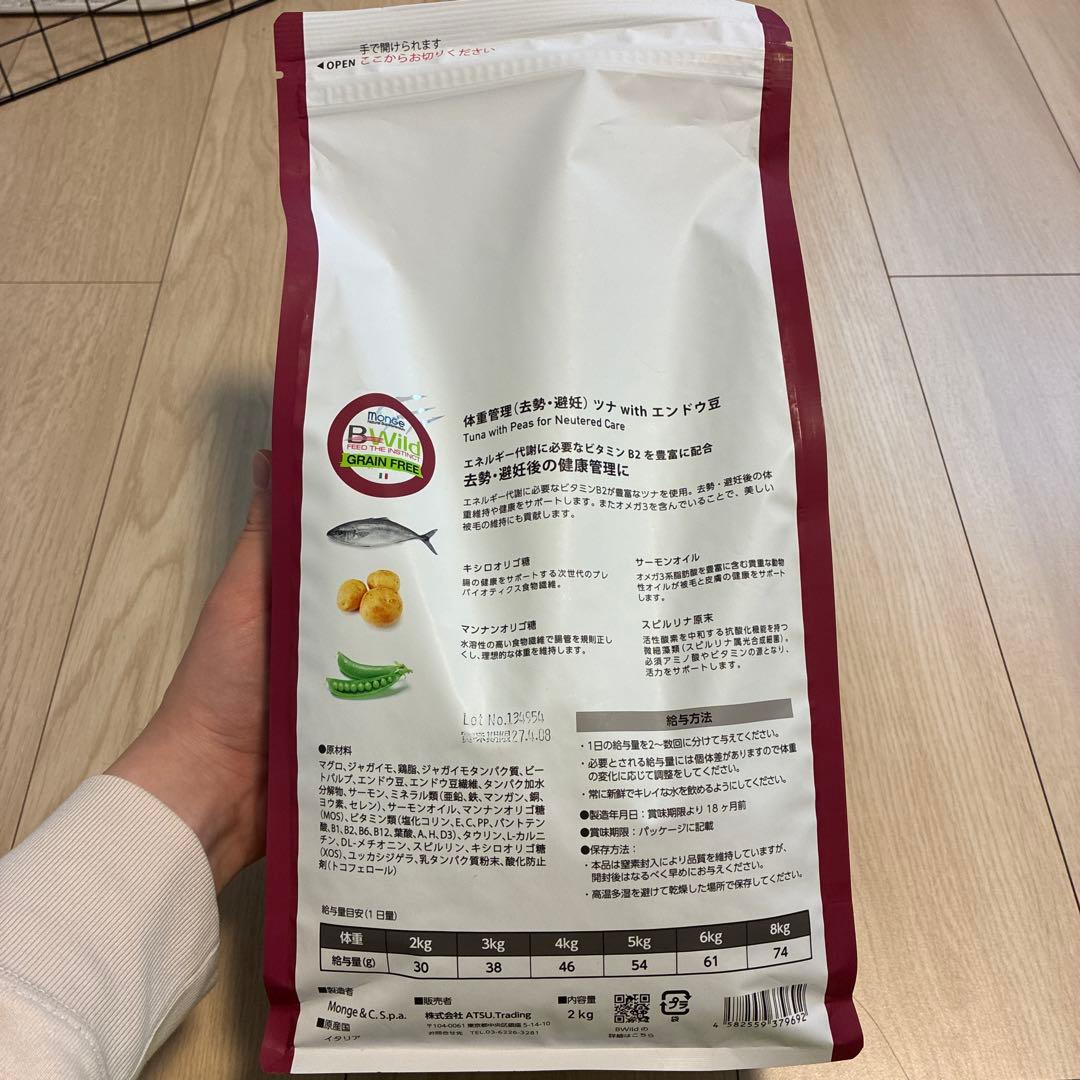 手で開けられます
◀OPEN ここからお切りください
Monge
BWild
FEED THE INSTINCT
GRAIN FREE
体重管理(去勢・避妊) ツナ with エンドウ豆
Tuna with Peas for Neutered Care
エネルギー代謝に必要なビタミン B2 を豊富に配合
去勢・避妊後の健康管理に
エネルギー代謝に必要なビタミンB2が豊富なツナを使用。去勢・避妊後の体
重維持や健康をサポートします。またオメガ3を含んでいることで、美しい
被毛の維持にも貢献します。
キシロオリゴ糖
腸の健康をサポートする次世代のプレ
バイオティクス食物繊維。
サーモンオイル
オメガ3系脂肪酸を豊富に含む貴重な動物
性オイルが被毛と皮膚の健康をサポート
します。
マンナンオリゴ糖
水溶性の高い食物繊維で腸管を規則正し
くし、理想的な体重を維持します。
スピルリナ原末
活性酸素を中和する抗酸化機能を持つ
微細藻類(スピルリナ属光合成細菌)。
必須アミノ酸やビタミンの源となり、
活力をサポートします。
Lot No.134954
賞味期限27.4.08
●原材料
マグロ、ジャガイモ、鶏脂、ジャガイモタンパク質、ビー
トパルプ、エンドウ豆、エンドウ豆繊維、タンパク加水
分解物、サーモン、ミネラル類(亜鉛、鉄、マンガン、銅、
ヨウ素、セレン)、サーモンオイル、マンナンオリゴ糖
(MOS)、ビタミン類(塩化コリン、E、C、PP、パントテン
酸、B1、B2、B6、B12、葉酸、A、H、D3)、タウリン、L-カルニ
チン、DL-メチオニン、スピルリン、キシロオリゴ糖
(XOS)、ユッカシジゲラ、乳タンパク質粉末、酸化防止
剤(トコフェロール)
給与方法
・1日の給与量を2〜数回に分けて与えてください。
・必要とされる給与量には個体差がありますので体重
の変化に応じて調整をしてください。
・常に新鮮でキレイな水を飲めるようにしてください。
●製造年月日:賞味期限より 18 ヶ月前
●賞味期限:パッケージに記載
●保存方法:
・本品は窒素封入により品質を維持していますが、
開封後はなるべく早めにお与えください。
・高温多湿を避けて乾燥した場所で保存してください。
給与量目安(1日量)
体重 2kg 3kg 4kg 5kg 6kg 8kg
給与量(g) 30 38 46 54 61 74
■製造者
Monge & C. S.p.a.
■原産国
イタリア
■販売者
株式会社 ATSU.Trading
〒104-0061 東京都中央区銀座 5-14-10
お問合せ先 TEL.03-6226-3281
■内容量
2 kg
BWild の
詳細はこちら
プラ
4 582559 379692